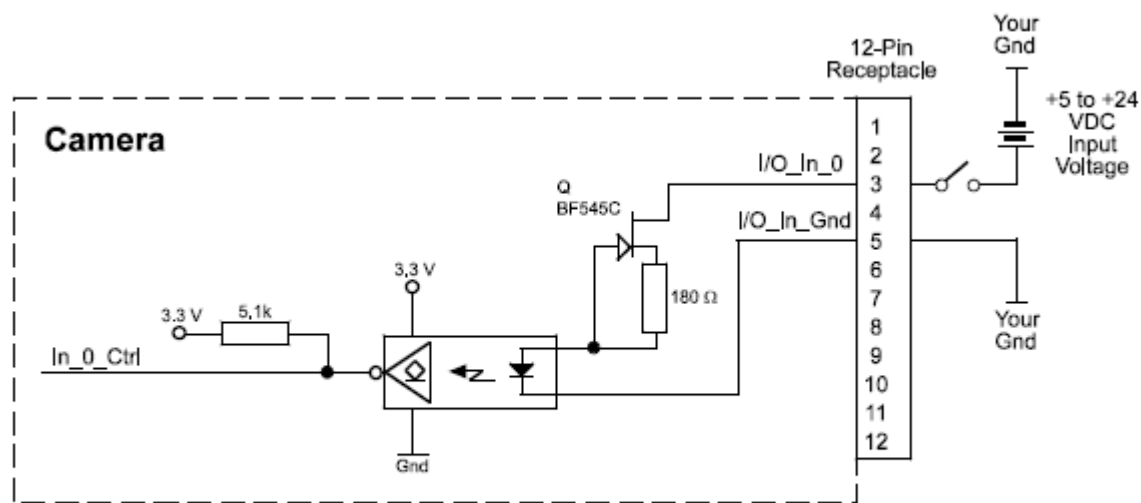 Your
Gnd
12-Pin
Receptacle
+5 to +24
VDC
Input
Voltage
Camera
1
2
3
4
5
6
7
8
9
10
11
12
I/O_In_0
Q
BF545C
I/O_In_Gnd
3,3 V
180 Ω
3.3 V
5,1k
In_0_Ctrl
Gnd
Your
Gnd